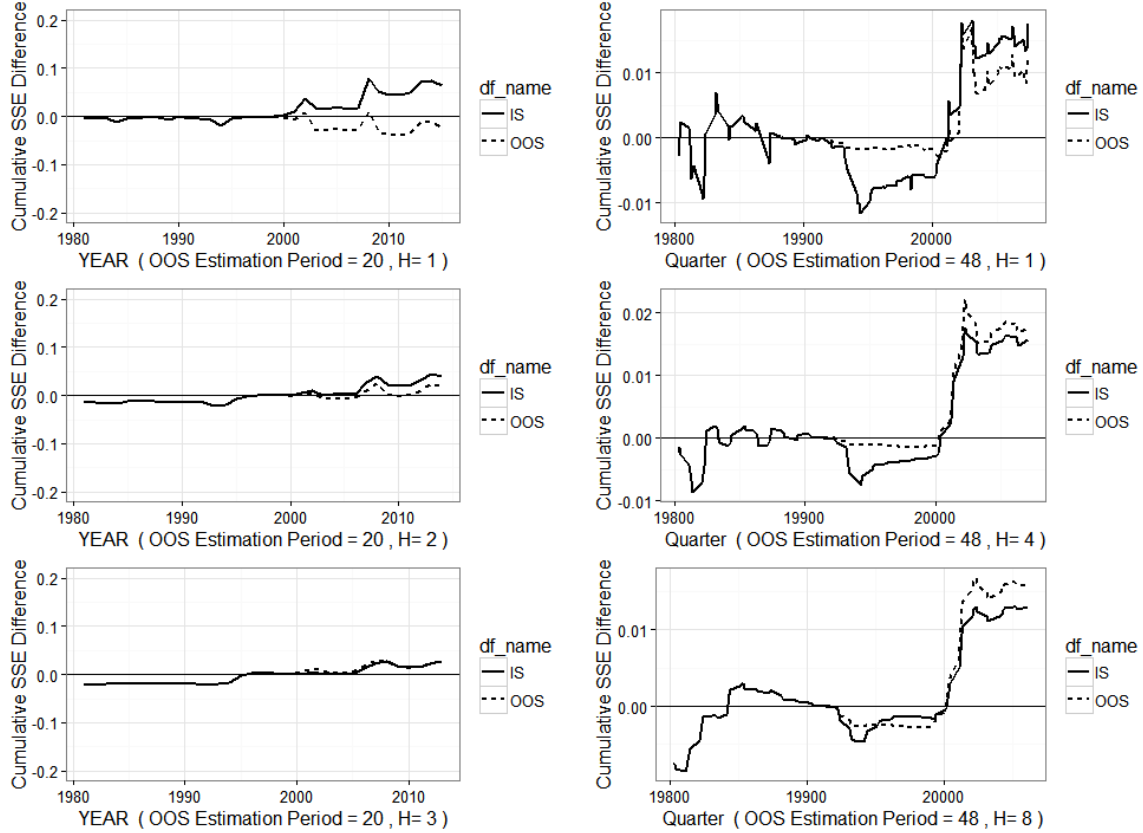 Cumulative SSE Difference
0.2
0.1
0.0
-0.1
-0.2
1980
1990
2000
2010
YEAR ( OOS Estimation Period = 20 , H= 1 )
df_name
IS
OOS
Cumulative SSE Difference
0.01
0.00
-0.01
19800
19900
20000
Quarter ( OOS Estimation Period = 48 , H= 1 )
df_name
IS
OOS
Cumulative SSE Difference
0.2
0.1
0.0
-0.1
-0.2
1980
1990
2000
2010
YEAR ( OOS Estimation Period = 20 , H= 2 )
df_name
IS
OOS
Cumulative SSE Difference
0.02
0.01
0.00
-0.01
19800
19900
20000
Quarter ( OOS Estimation Period = 48 , H= 4 )
df_name
IS
OOS
Cumulative SSE Difference
0.2
0.1
0.0
-0.1
-0.2
1980
1990
2000
2010
YEAR ( OOS Estimation Period = 20 , H= 3 )
df_name
IS
OOS
Cumulative SSE Difference
0.01
0.00
19800
19900
20000
Quarter ( OOS Estimation Period = 48 , H= 8 )
df_name
IS
OOS